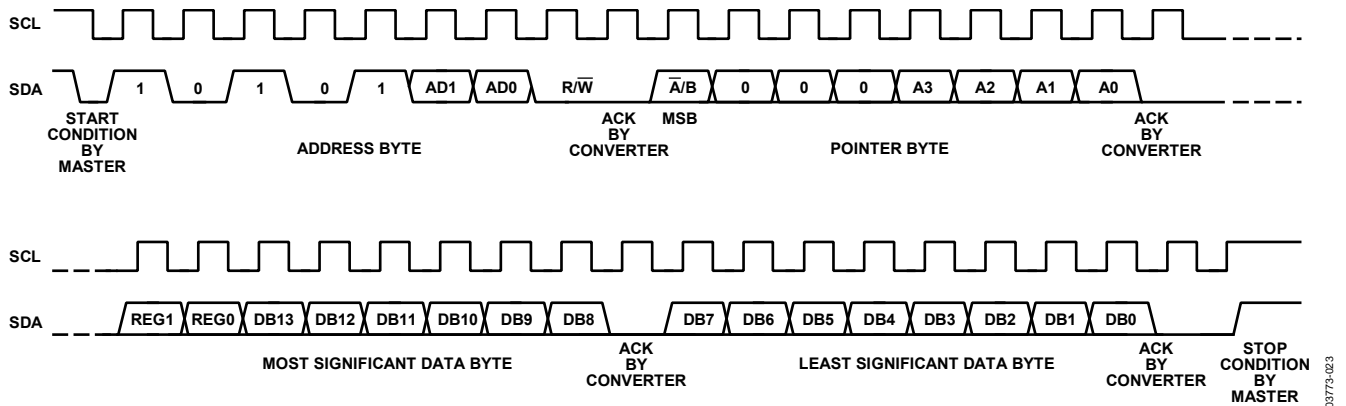 SCL
SDA
1 0 1 0 1 AD1 AD0 R/W̅ A̅/B 0 0 0 A3 A2 A1 A0
START
CONDITION
BY
MASTER
ADDRESS BYTE
ACK
BY
CONVERTER
MSB
POINTER BYTE
ACK
BY
CONVERTER
SCL
SDA
REG1 REG0 DB13 DB12 DB11 DB10 DB9 DB8 DB7 DB6 DB5 DB4 DB3 DB2 DB1 DB0
MOST SIGNIFICANT DATA BYTE
ACK
BY
CONVERTER
LEAST SIGNIFICANT DATA BYTE
ACK
BY
CONVERTER
STOP
CONDITION
BY
MASTER
03773-023